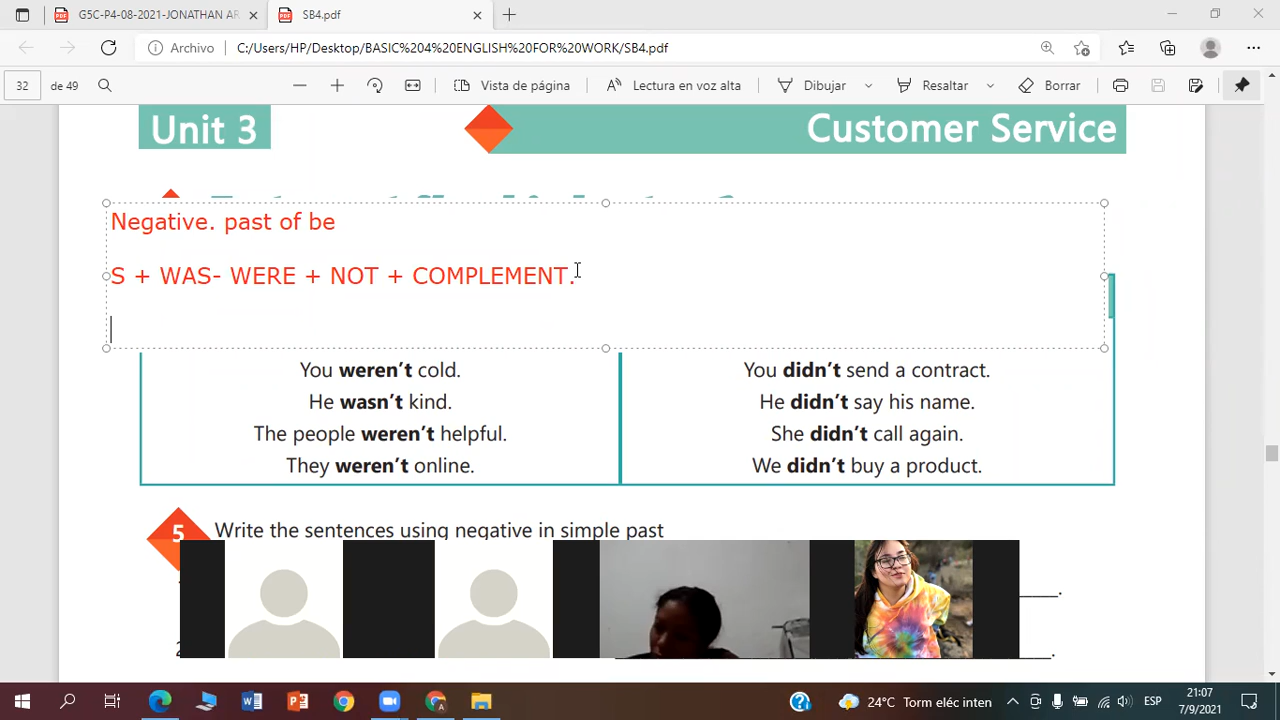 G5C-P4-08-2021-JONATHAN AR
SB4.pdf
Archivo
C:/Users/HP/Desktop/BASIC%204%20ENGLISH%20FOR%20WORK/SB4.pdf
32
de 49
Vista de página
Lectura en voz alta
Dibujar
Resaltar
Borrar
Unit 3
Customer Service
Negative. past of be
S + WAS- WERE + NOT + COMPLEMENT.
You weren't cold.
He wasn't kind.
The people weren't helpful.
They weren't online.
You didn't send a contract.
He didn't say his name.
She didn't call again.
We didn't buy a product.
5
Write the sentences using negative in simple past
24°C
Torm eléc inten
ESP
21:07
7/9/2021